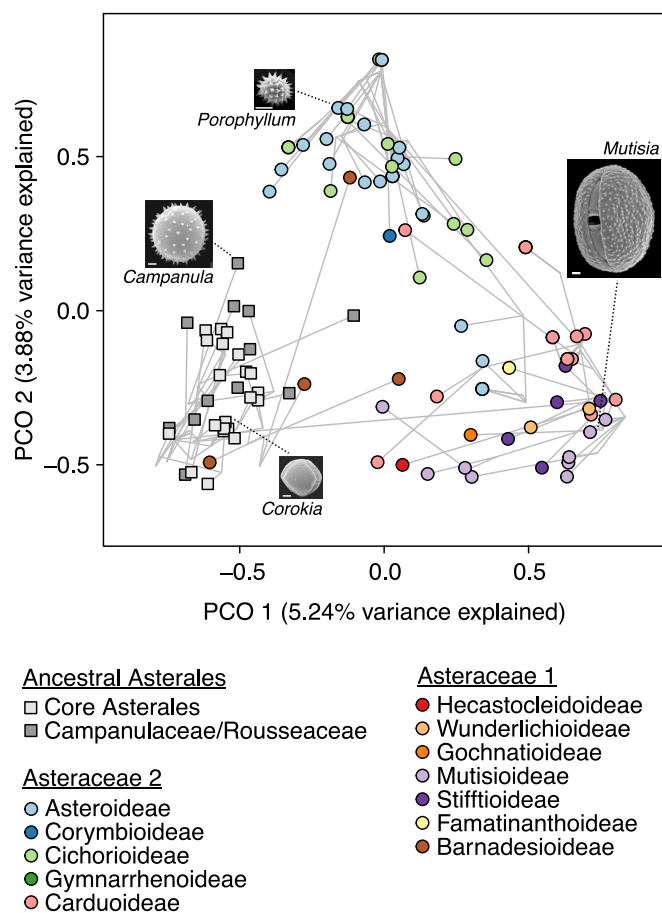 Porophyllum
Mutisia
Campanula
Corokia
PCO 2 (3.88% variance explained)
0.5
0.0
−0.5
−0.5
0.0
0.5
PCO 1 (5.24% variance explained)
Ancestral Asterales
Core Asterales
Campanulaceae/Rousseaceae
Asteraceae 2
Asteroideae
Corymbioideae
Cichorioideae
Gymnarrhenoideae
Carduoideae
Asteraceae 1
Hecastocleidoideae
Wunderlichioideae
Gochnatioideae
Mutisioideae
Stifftioideae
Famatinanthoideae
Barnadesioideae